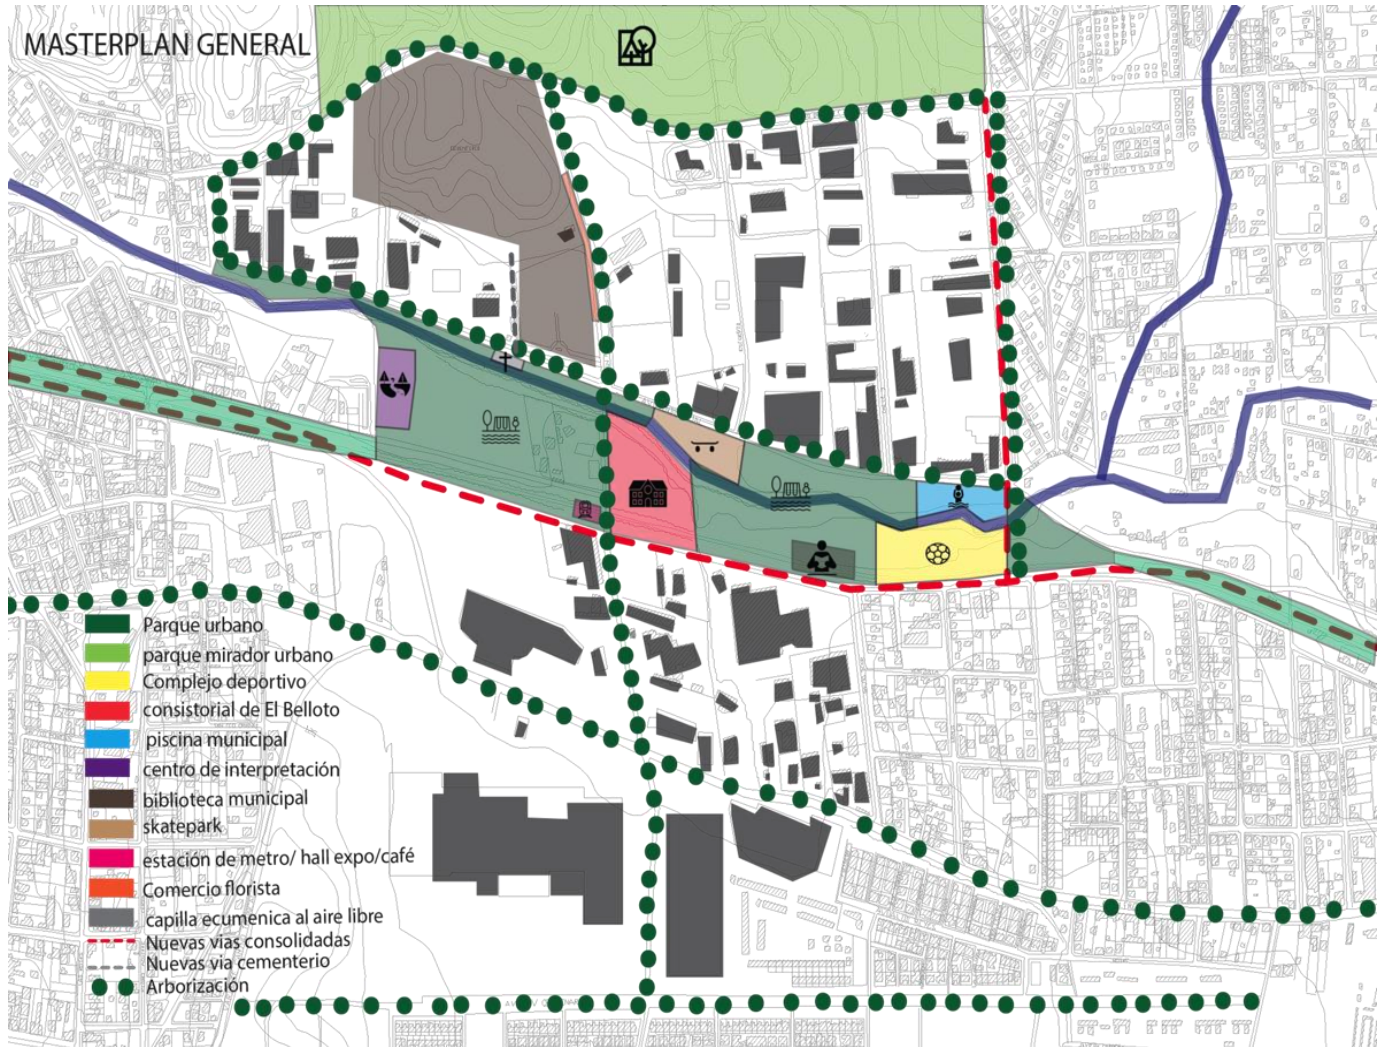 MASTERPLAN GENERAL
Parque urbano
parque mirador urbano
Complejo deportivo
consistorial de El Belloto
piscina municipal
centro de interpretación
biblioteca municipal
skatepark
estación de metro/ hall expo/café
Comercio florista
capilla ecumenica al aire libre
Nuevas vías consolidadas
Nuevas via cementerio
Arborización